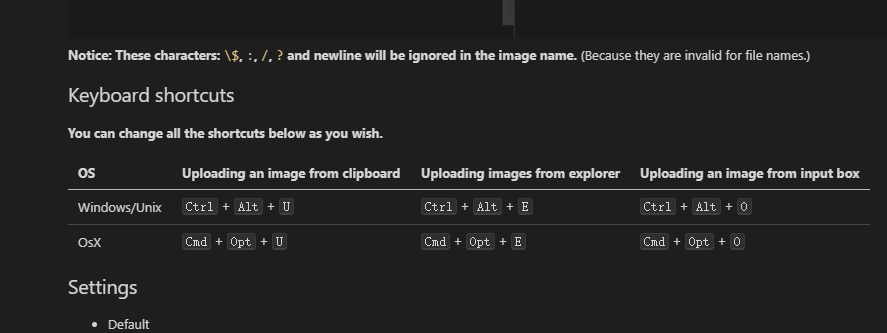 Notice: These characters: \$, :, /, ? and newline will be ignored in the image name. (Because they are invalid for file names.)
Keyboard shortcuts
You can change all the shortcuts below as you wish.
OS Uploading an image from clipboard Uploading images from explorer Uploading an image from input box
Windows/Unix Ctrl + Alt + U Ctrl + Alt + E Ctrl + Alt + O
OsX Cmd + Opt + U Cmd + Opt + E Cmd + Opt + O
Settings
• Default